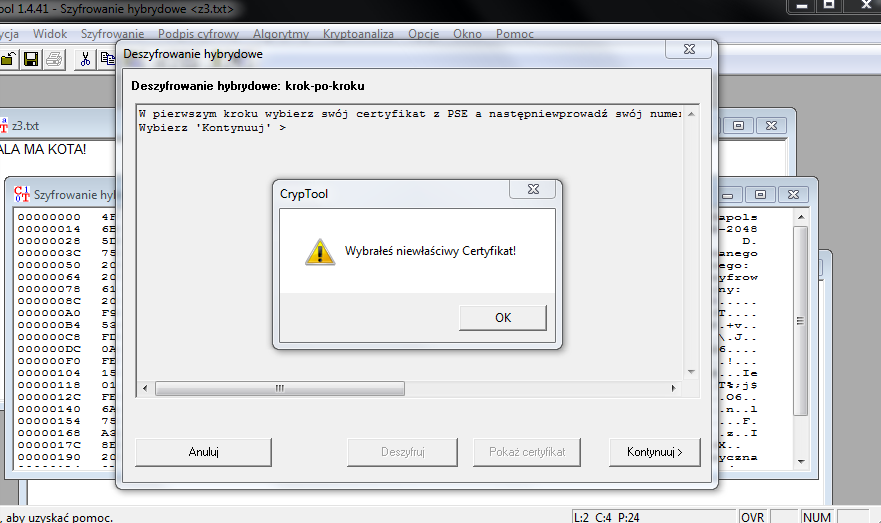 ool 1.4.41 - Szyfrowanie hybrydowe <z3.txt>
ycja Widok Szyfrowanie Podpis cyfrowy Algorytmy Kryptoanaliza Opcje Okno Pomoc
Deszyfrowanie hybrydowe
Deszyfrowanie hybrydowe: krok-po-kroku
W pierwszym kroku wybierz swój certyfikat z PSE a następniewprowadź swój numer
Wybierz 'Kontynuuj' >
z3.txt
ALA MA KOTA!
CrypTool
Wybrałeś niewłaściwy Certyfikat!
OK
Szyfrowanie hyl
00000000 4F
00000014 6E
00000028 5D
0000003C 75
00000050 20
00000064 20
00000078 61
0000008C 20
000000A0 F9
000000B4 53
000000C8 FD
000000DC 0A
000000F0 FE
00000104 15
00000118 01
0000012C FE
00000140 6A
00000154 75
00000168 A3
0000017C 8E
00000190 20
apols
-2048
D.
anego
ego:
yfrow
ny:
.....
T....
.+v..
\.J..
6....
.!...
...Ie
T%;j$
.O6..
.n..l
...F.
.z..I
X..
yczna
Anuluj
Deszyfruj
Pokaż certyfikat
Kontynuuj >
, aby uzyskać pomoc.
L:2 C:4 P:24
OVR
NUM